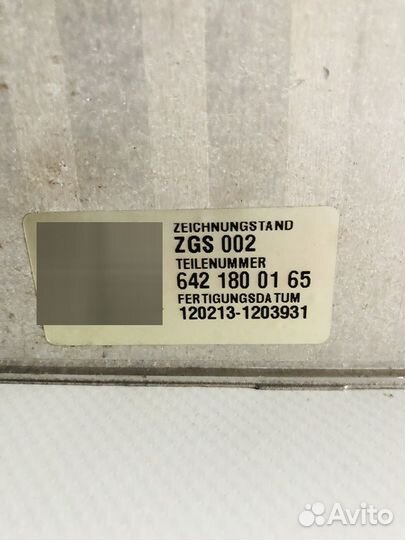 ZEICHNUNGSTAND
ZGS 002
TEILENUMMER
642 180 01 65
FERTIGUNGSDATUM
120213-1203931
Avito